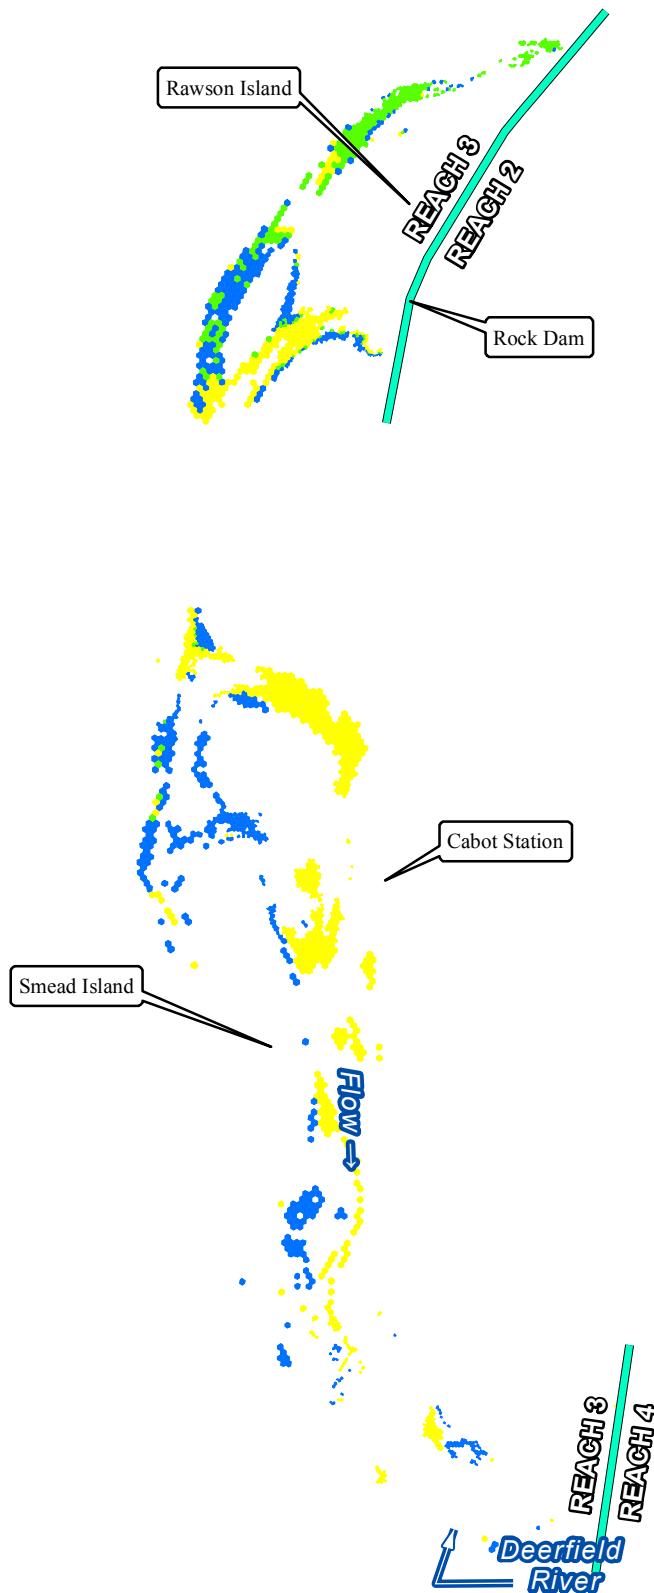 Rawson Island
REACH 3
REACH 2
Rock Dam
Cabot Station
Smead Island
Flow →
REACH 3
REACH 4
Deerfield
River